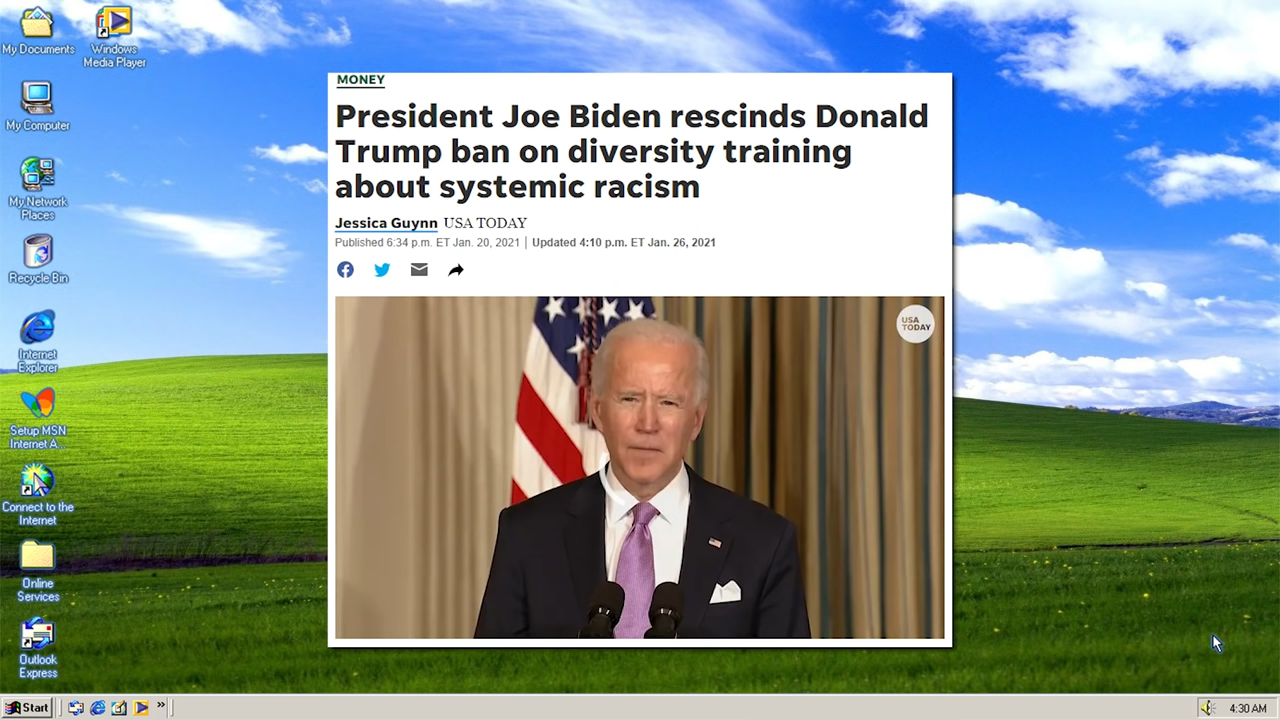 My Documents
Windows
Media Player
My Computer
My Network
Places
Recycle Bin
Internet
Explorer
Setup MSN
Internet A...
Connect to the
Internet
Online
Services
Outlook
Express
MONEY
President Joe Biden rescinds Donald
Trump ban on diversity training
about systemic racism
Jessica Guynn USA TODAY
Published 6:34 p.m. ET Jan. 20, 2021 | Updated 4:10 p.m. ET Jan. 26, 2021
USA
TODAY
Start
4:30 AM